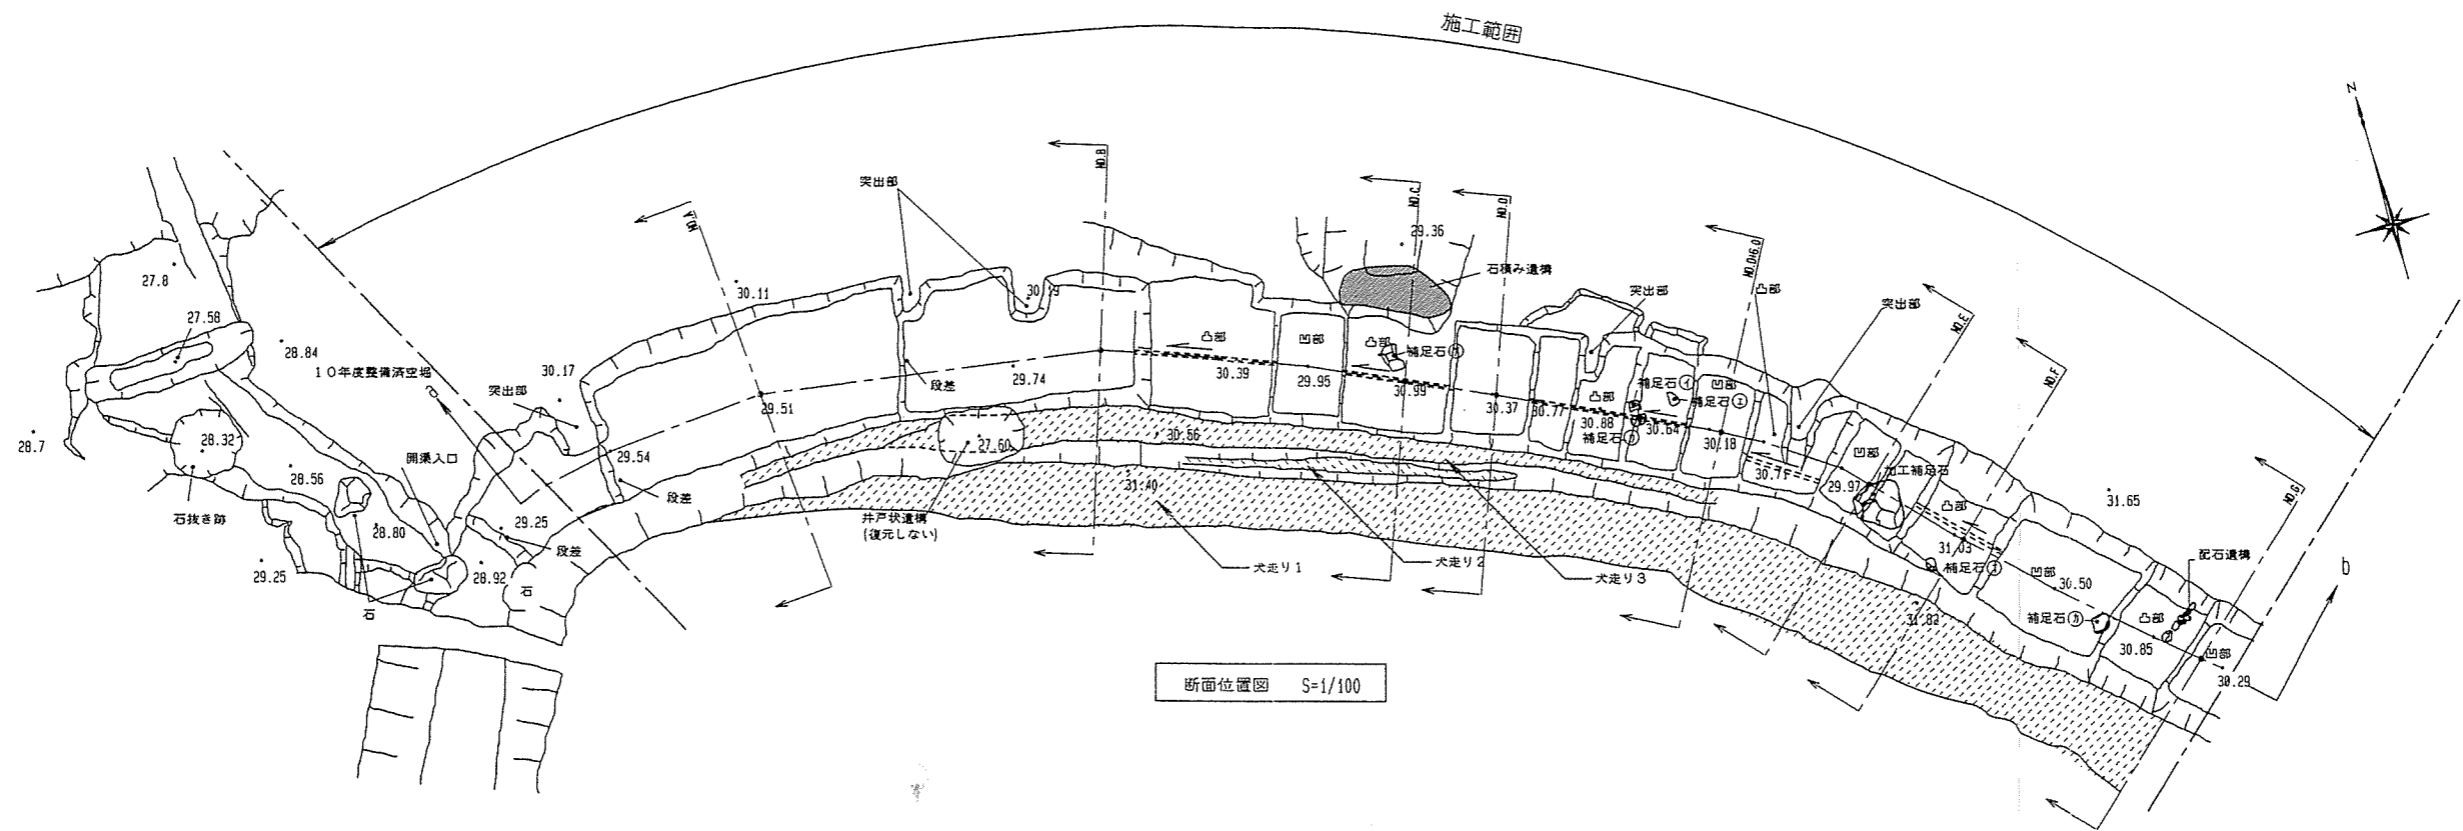 施工範囲
N
NO.B
NO.C
NO.D
NO.A
NO.D+6.0
NO.E
NO.F
NO.G
突出部
29.36
石積み遺構
突出部
凸部
突出部
27.8
30.11
27.58
28.84
10年度整備済空堀
30.17
突出部
a
凸部
凹部
凸部
補足石㋕
30.39
29.95
30.99
段差
29.74
29.51
30.37
30.77
凸部
補足石㋑
凹部
補足石㋓
30.88
30.64
30.18
30.71
凹部
加工補足石
29.97
28.7
28.32
開渠入口
28.56
29.54
27.60
30.56
段差
31.40
石抜き跡
29.25
28.80
段差
28.92
29.25
石
石
井戸状遺構
(復元しない)
犬走り1
犬走り2
犬走り3
凸部
31.03
31.65
配石遺構
凹部
30.50
b
31.82
補足石㋕
凸部
30.85
凹部
30.29
断面位置図 S=1/100